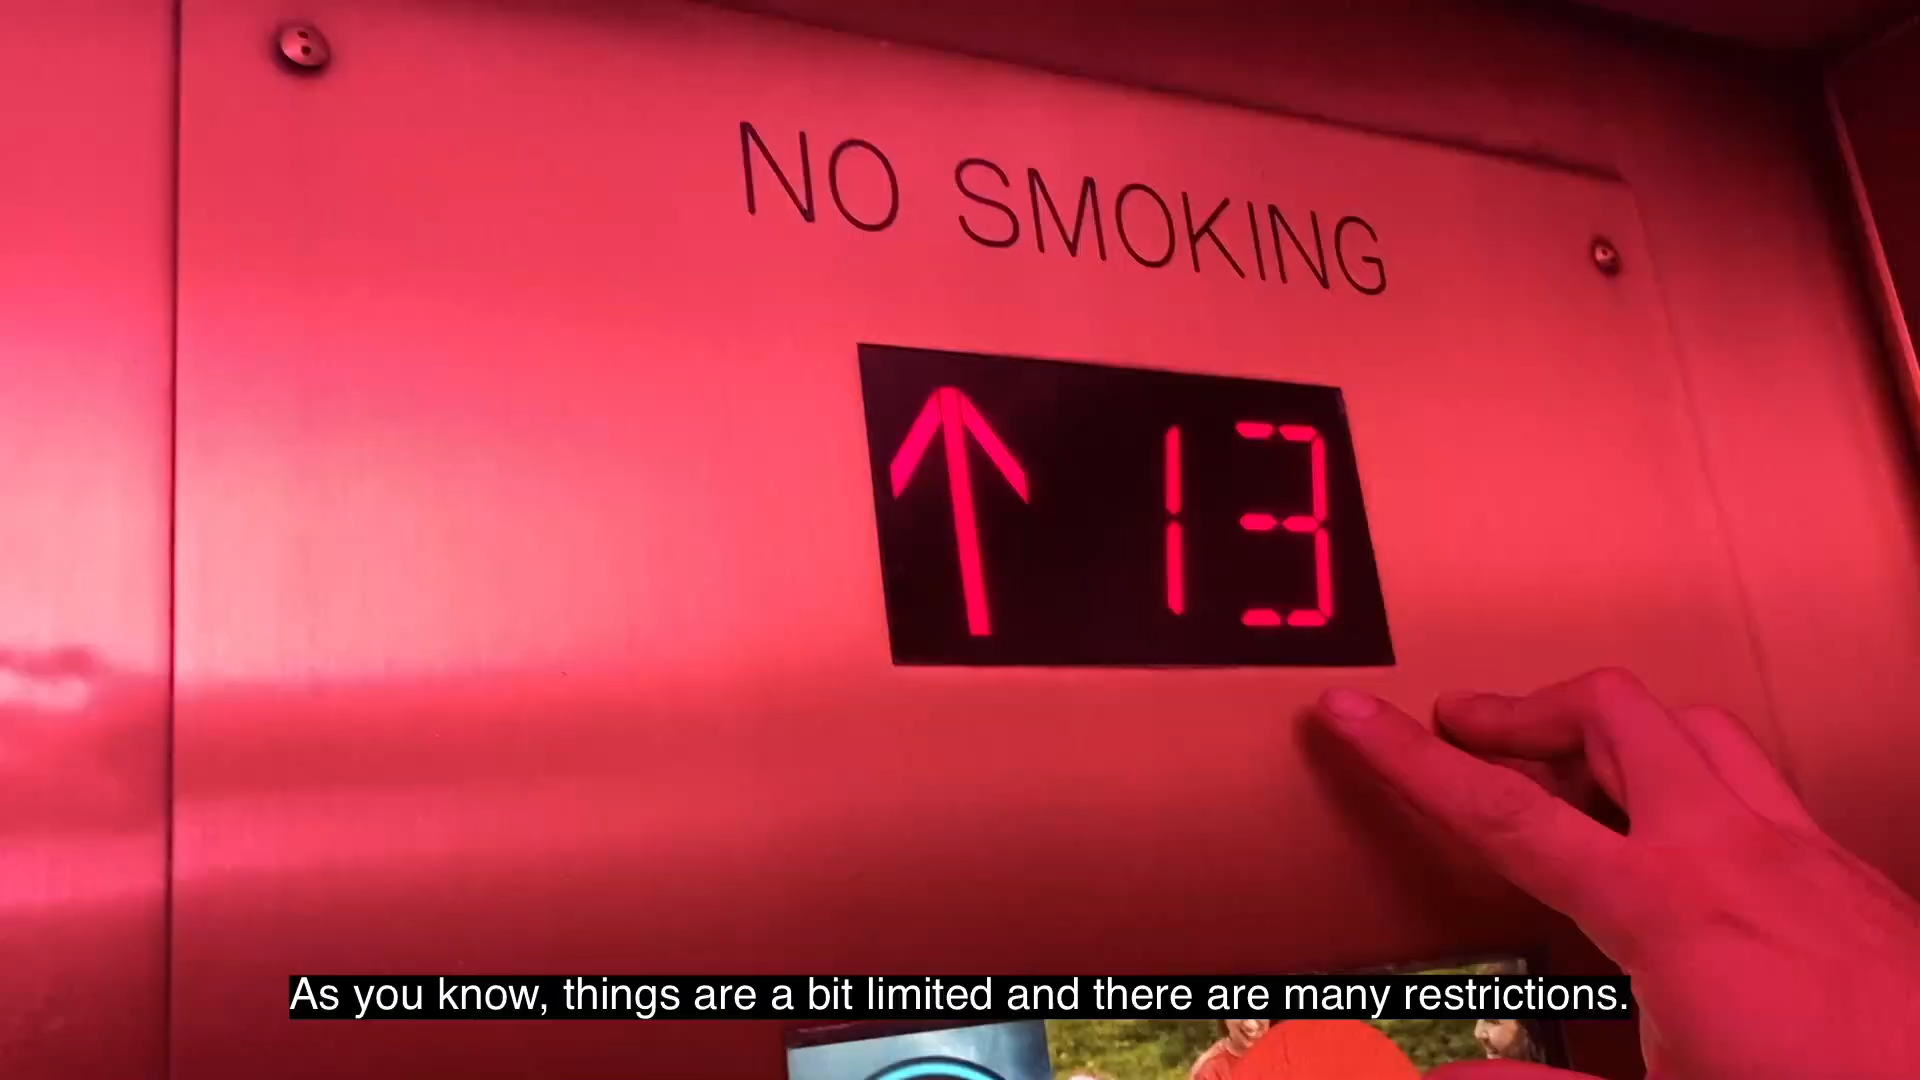 NO SMOKING
13
As you know, things are a bit limited and there are many restrictions.